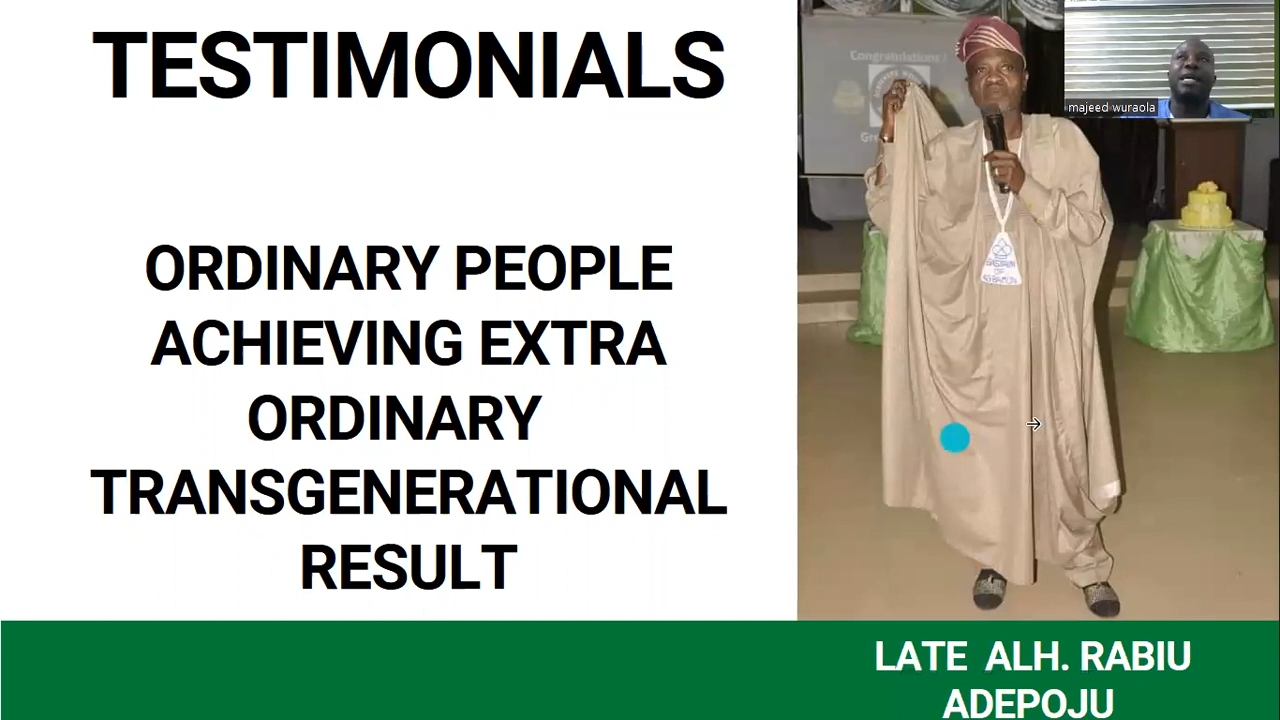 TESTIMONIALS
ORDINARY PEOPLE
ACHIEVING EXTRA
ORDINARY
TRANSGENERATIONAL
RESULT
Congratulations !
majeed wuraola
LATE ALH. RABIU
ADEPOJU